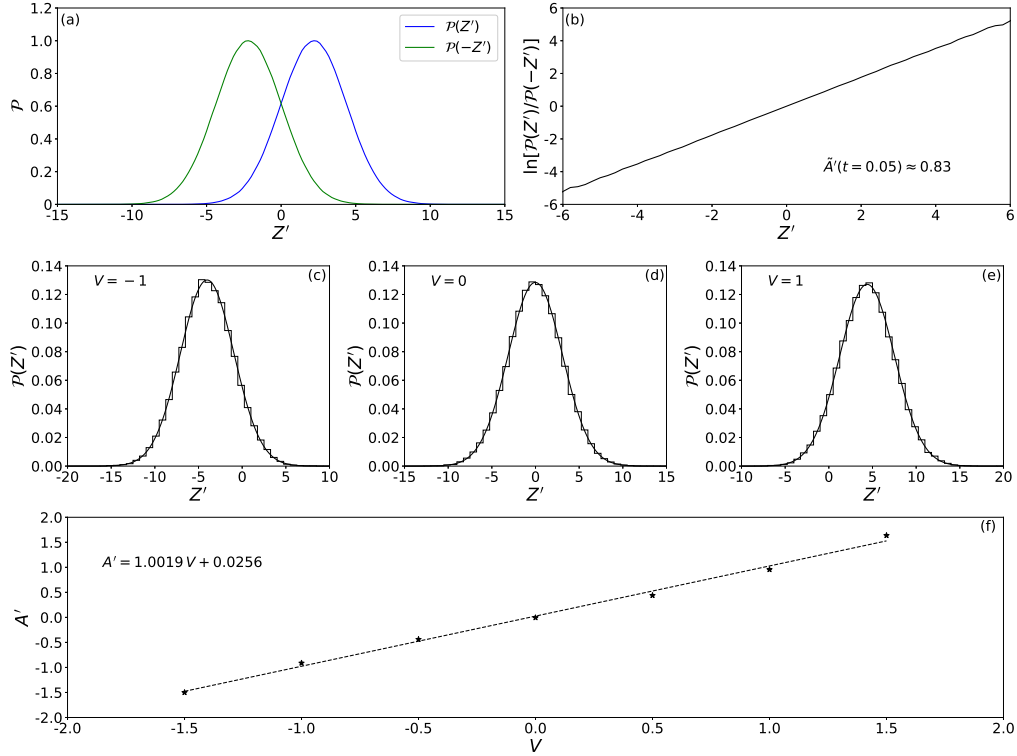 (a)
1.2
1.0
0.8
0.6
0.4
0.2
0
𝒫
𝒫(Z′)
𝒫(−Z′)
-15 -10 -5 0 5 10 15
Z′
(b)
6
4
2
0
-2
-4
-6
ln[𝒫(Z′)/𝒫(−Z′)]
Ã′(t = 0.05) ≈ 0.83
-6 -4 -2 0 2 4 6
Z′
(c)
V = −1
0.14
0.12
0.10
0.08
0.06
0.04
0.02
0.00
𝒫(Z′)
-20 -15 -10 -5 0 5 10
Z′
(d)
V = 0
0.14
0.12
0.10
0.08
0.06
0.04
0.02
0.00
𝒫(Z′)
-15 -10 -5 0 5 10 15
Z′
(e)
V = 1
0.14
0.12
0.10
0.08
0.06
0.04
0.02
0.00
𝒫(Z′)
-10 -5 0 5 10 15 20
Z′
(f)
A′ = 1.0019 V + 0.0256
2.0
1.5
1.0
0.5
0.0
-0.5
-1.0
-1.5
-2.0
A′
-2.0 -1.5 -1.0 -0.5 0.0 0.5 1.0 1.5 2.0
V